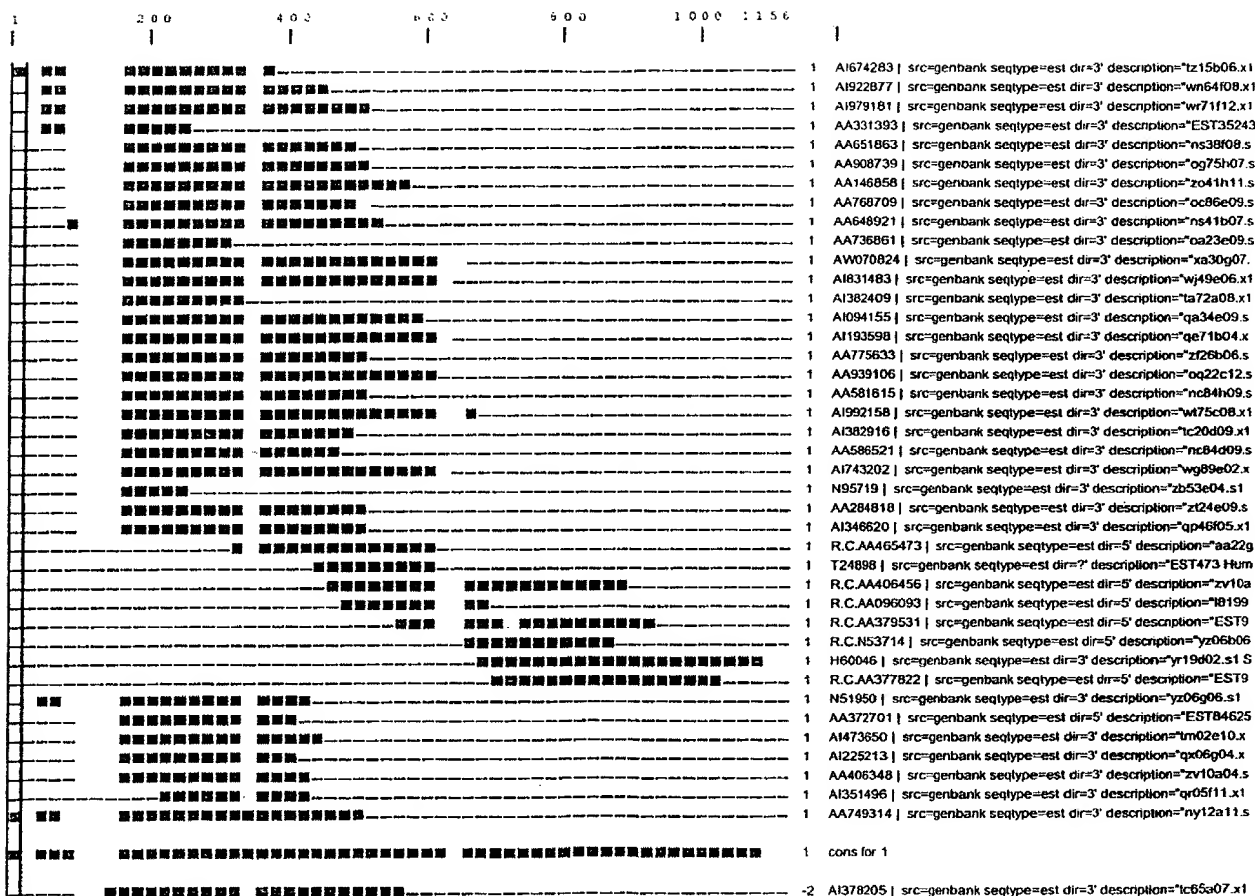 1 200 400 600 800 1000 1156
1 AI674283 | src=genbank seqtype=est dir=3' description="tz15b06.x1
1 AI922877 | src=genbank seqtype=est dir=3' description="wn64f08.x1
1 AI979181 | src=genbank seqtype=est dir=3' description="wr71f12.x1
1 AA331393 | src=genbank seqtype=est dir=3' description="EST35243
1 AA651863 | src=genbank seqtype=est dir=3' description="ns38f08.s
1 AA908739 | src=genbank seqtype=est dir=3' description="og75h07.s
1 AA146858 | src=genbank seqtype=est dir=3' description="zo41h11.s
1 AA768709 | src=genbank seqtype=est dir=3' description="oc86e09.s
1 AA648921 | src=genbank seqtype=est dir=3' description="ns41b07.s
1 AA736861 | src=genbank seqtype=est dir=3' description="oa23e09.s
1 AW070824 | src=genbank seqtype=est dir=3' description="xa30g07.
1 AI831483 | src=genbank seqtype=est dir=3' description="wj49e06.x1
1 AI382409 | src=genbank seqtype=est dir=3' description="ta72a08.x1
1 AI094155 | src=genbank seqtype=est dir=3' description="qa34e09.s
1 AI193598 | src=genbank seqtype=est dir=3' description="qe71b04.x
1 AA775633 | src=genbank seqtype=est dir=3' description="zf26b06.s
1 AA939106 | src=genbank seqtype=est dir=3' description="oq22c12.s
1 AA581615 | src=genbank seqtype=est dir=3' description="nc84h09.s
1 AI992158 | src=genbank seqtype=est dir=3' description="wt75c08.x1
1 AI382916 | src=genbank seqtype=est dir=3' description="tc20d09.x1
1 AA586521 | src=genbank seqtype=est dir=3' description="nc84d09.s
1 AI743202 | src=genbank seqtype=est dir=3' description="wg89e02.x
1 N95719 | src=genbank seqtype=est dir=3' description="zb53e04.s1
1 AA284818 | src=genbank seqtype=est dir=3' description="zt24e09.s
1 AI346620 | src=genbank seqtype=est dir=3' description="qp46f05.x1
1 R.C.AA465473 | src=genbank seqtype=est dir=5' description="aa22g
1 T24898 | src=genbank seqtype=est dir=?' description="EST473 Hum
1 R.C.AA406456 | src=genbank seqtype=est dir=5' description="zv10a
1 R.C.AA096093 | src=genbank seqtype=est dir=5' description="l8199
1 R.C.AA379531 | src=genbank seqtype=est dir=5' description="EST9
1 R.C.N53714 | src=genbank seqtype=est dir=5' description="yz06b06
1 H60046 | src=genbank seqtype=est dir=3' description="yr19d02.s1 S
1 R.C.AA377822 | src=genbank seqtype=est dir=5' description="EST9
1 N51950 | src=genbank seqtype=est dir=3' description="yz06g06.s1
1 AA372701 | src=genbank seqtype=est dir=5' description="EST84625
1 AI473650 | src=genbank seqtype=est dir=3' description="tm02e10.x
1 AI225213 | src=genbank seqtype=est dir=3' description="qx06g04.x
1 AA406348 | src=genbank seqtype=est dir=3' description="zv10a04.s
1 AI351496 | src=genbank seqtype=est dir=3' description="qr05f11.x1
1 AA749314 | src=genbank seqtype=est dir=3' description="ny12a11.s
1 cons for 1
-2 AI378205 | src=genbank seqtype=est dir=3' description="tc65a07.x1